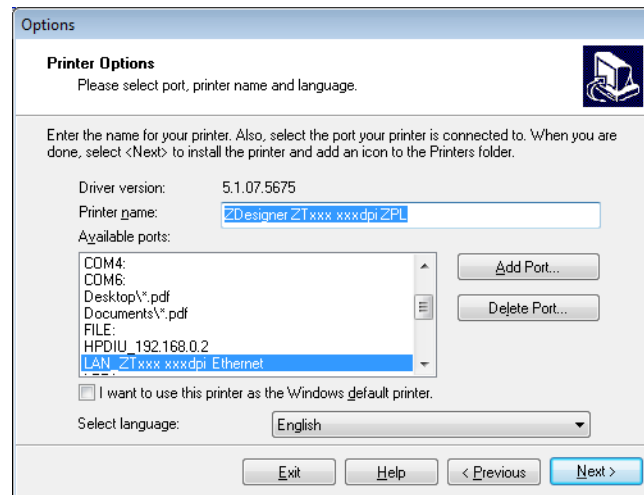 Options
Printer Options
Please select port, printer name and language.
Enter the name for your printer. Also, select the port your printer is connected to. When you are
done, select <Next> to install the printer and add an icon to the Printers folder.
Driver version: 5.1.07.5675
Printer name: ZDesigner ZTxxx xxxdpi ZPL
Available ports:
COM4:
COM6:
Desktop\*.pdf
Documents\*.pdf
FILE:
HPDIU_192.168.0.2
LAN_ZTxxx xxxdpi Ethernet
Add Port...
Delete Port...
I want to use this printer as the Windows default printer.
Select language: English
Exit Help < Previous Next >